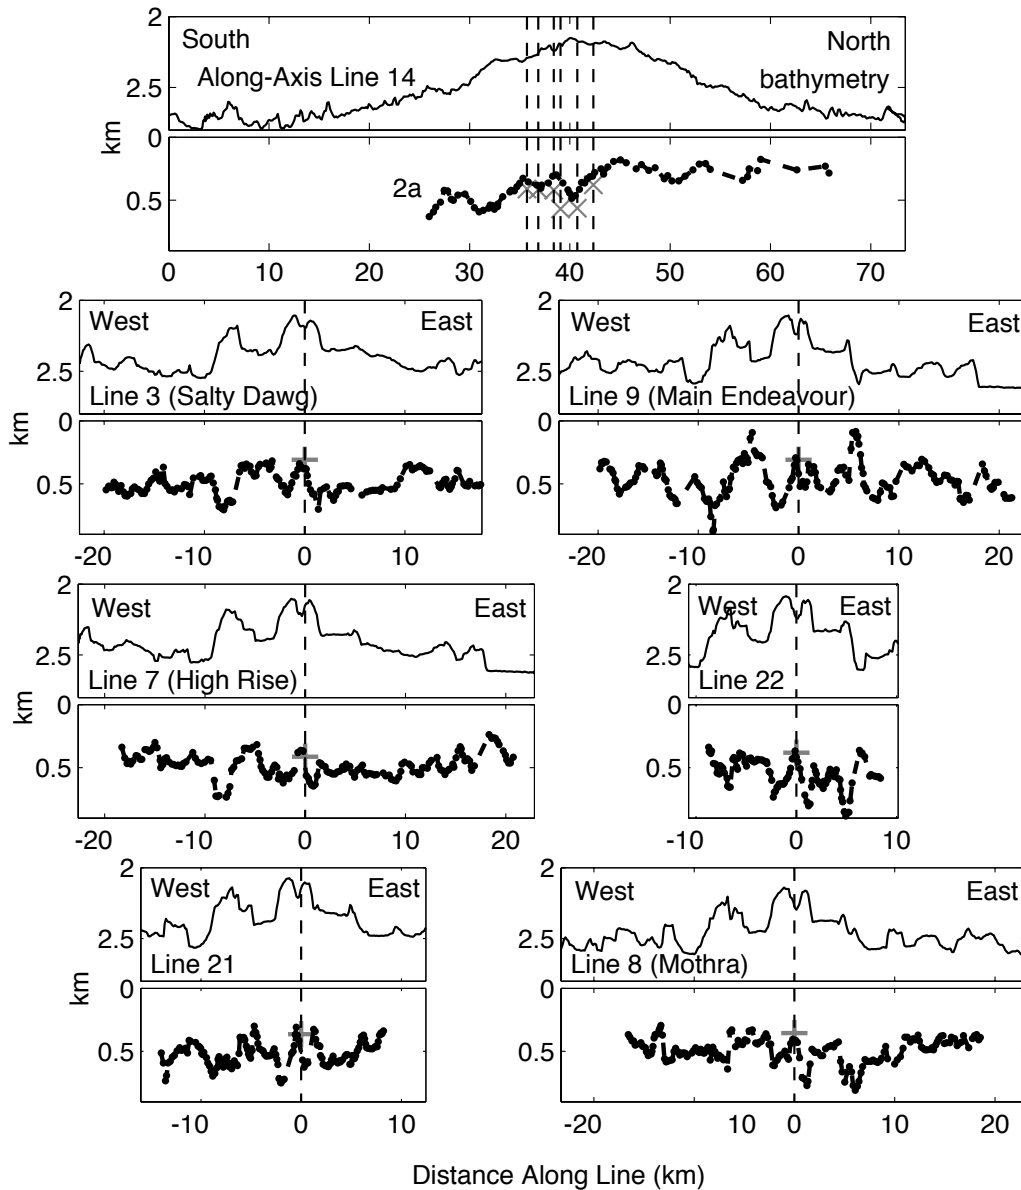 2
South
North
Along-Axis Line 14
bathymetry
2.5
km
0
2a
0.5
0 10 20 30 40 50 60 70
2
West East
2.5
Line 3 (Salty Dawg)
km
0
0.5
-20 -10 0 10
2
West East
2.5
Line 9 (Main Endeavour)
0
0.5
-20 -10 0 10 20
2
West East
2.5
Line 7 (High Rise)
km
0
0.5
-20 -10 0 10 20
2
West East
2.5
Line 22
0
0.5
-10 0 10
2
West East
2.5
Line 21
km
0
0.5
-10 0 10
2
West East
2.5
Line 8 (Mothra)
0
0.5
-20 10 0 10 20
Distance Along Line (km)